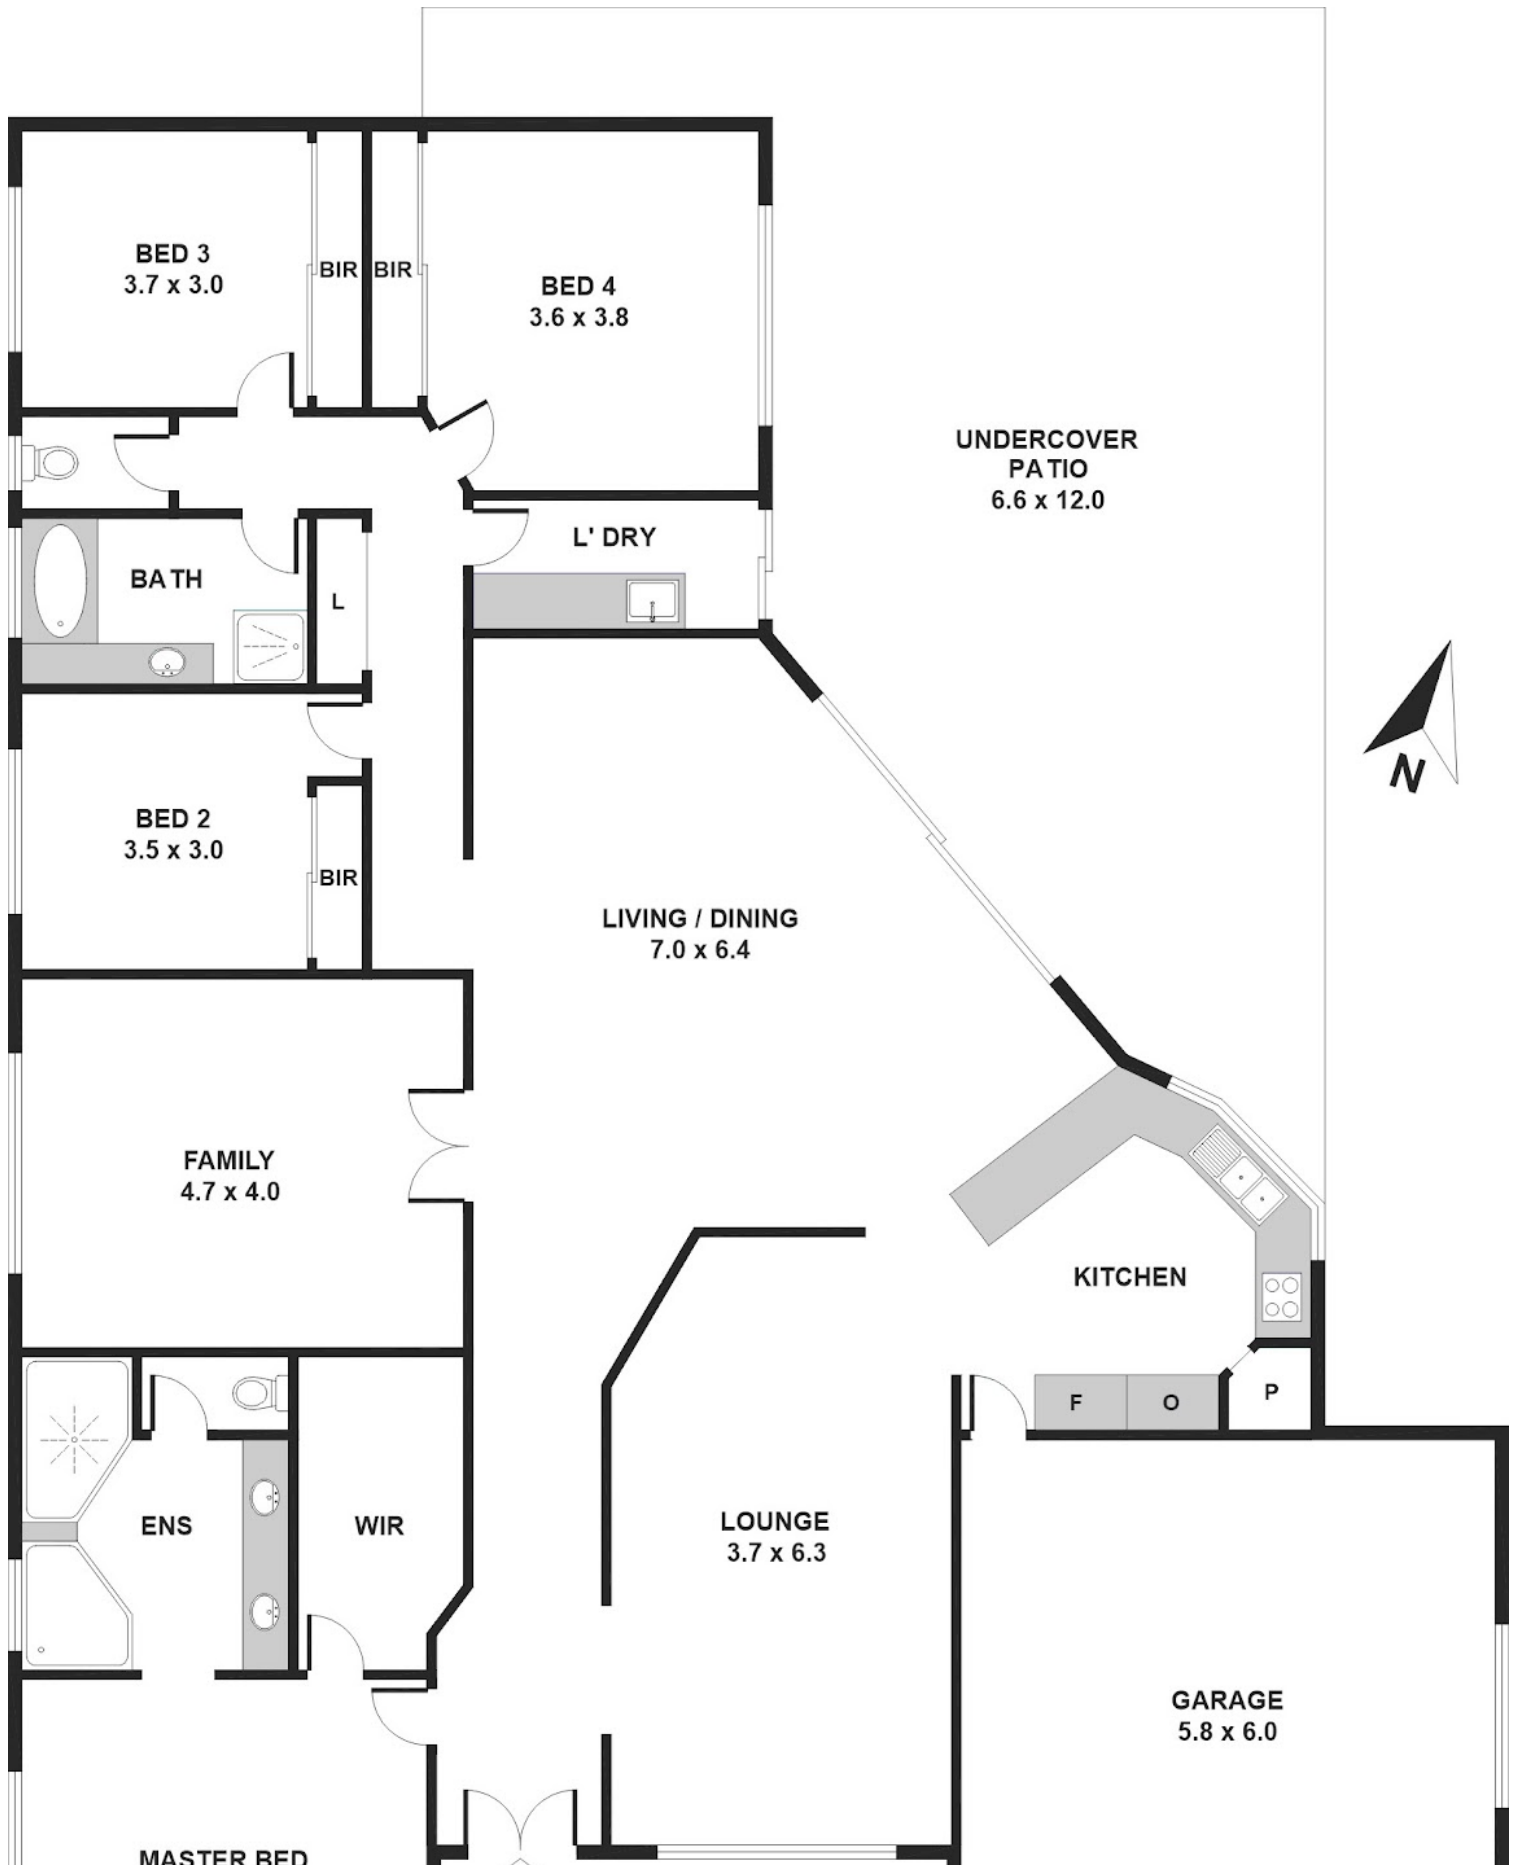 BED 3
3.7 x 3.0
BIR
BIR
BED 4
3.6 x 3.8
UNDERCOVER
PATIO
6.6 x 12.0
L' DRY
BATH
L
N
BED 2
3.5 x 3.0
BIR
LIVING / DINING
7.0 x 6.4
FAMILY
4.7 x 4.0
KITCHEN
F
O
P
ENS
WIR
LOUNGE
3.7 x 6.3
GARAGE
5.8 x 6.0
MASTER BED